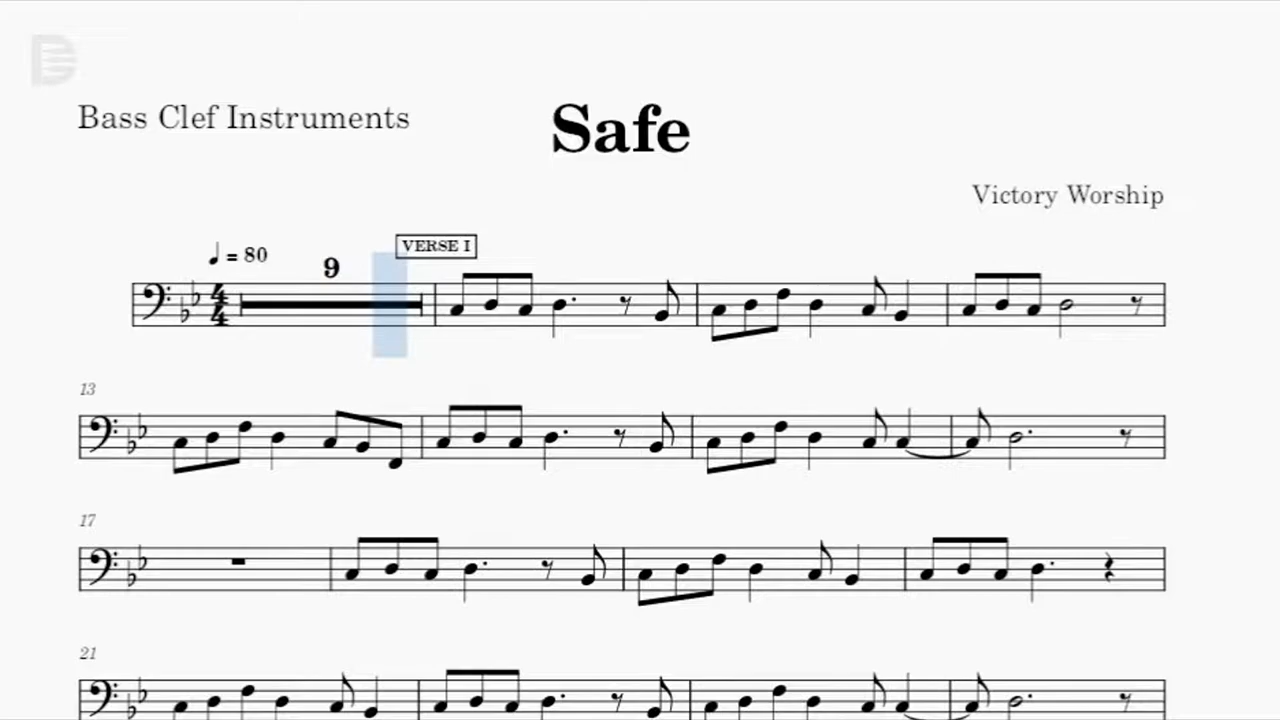 Bass Clef Instruments
Safe
Victory Worship
♩ = 80
9
VERSE I
13
17
21